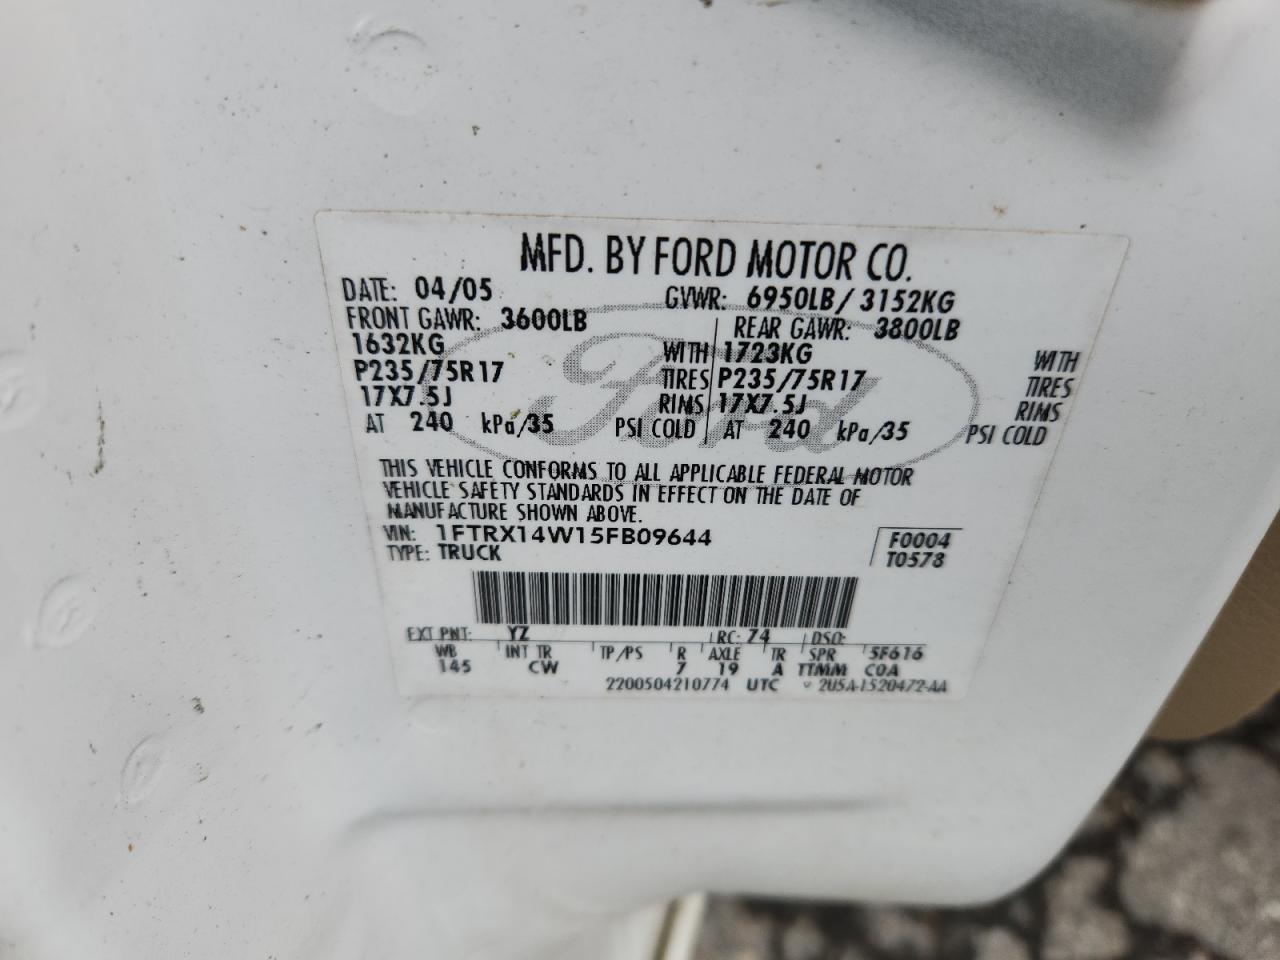 MFD. BY FORD MOTOR CO.
DATE: 04/05 GVWR: 6950LB/ 3152KG
FRONT GAWR: 3600LB REAR GAWR: 3800LB
1632KG WITH 1723KG WITH
P235/75R17 TIRES P235/75R17 TIRES
17X7.5J RIMS 17X7.5J RIMS
AT 240 kPa/35 PSI COLD AT 240 kPa/35 PSI COLD
Ford
THIS VEHICLE CONFORMS TO ALL APPLICABLE FEDERAL MOTOR
VEHICLE SAFETY STANDARDS IN EFFECT ON THE DATE OF
MANUFACTURE SHOWN ABOVE.
VIN: 1FTRX14W15FB09644 F0004
TYPE: TRUCK T0578
EXT PNT: YZ RC: 74 DSO:
WB INT TR TP/PS R AXLE TR SPR 5F616
145 CW 7 19 A TTMM COA
2200504210774 UTC 2U5A-1520472-AA